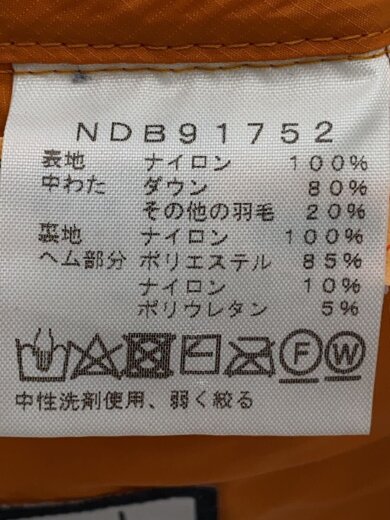 NDB91752
表地 ナイロン 100%
中わた ダウン 80%
その他の羽毛 20%
裏地 ナイロン 100%
ヘム部分 ポリエステル 85%
ナイロン 10%
ポリウレタン 5%
F W
中性洗剤使用、弱く絞る